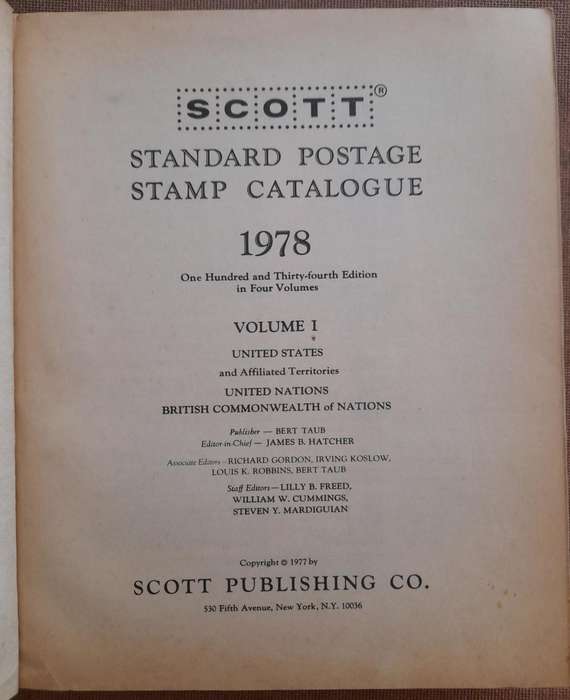 SCOTT®
STANDARD POSTAGE
STAMP CATALOGUE
1978
One Hundred and Thirty-fourth Edition
in Four Volumes
VOLUME I
UNITED STATES
and Affiliated Territories
UNITED NATIONS
BRITISH COMMONWEALTH of NATIONS
Publisher — BERT TAUB
Editor-in-Chief — JAMES B. HATCHER
Associate Editors — RICHARD GORDON, IRVING KOSLOW,
LOUIS K. ROBBINS, BERT TAUB
Staff Editors — LILLY B. FREED,
WILLIAM W. CUMMINGS,
STEVEN Y. MARDIGUIAN
Copyright © 1977 by
SCOTT PUBLISHING CO.
530 Fifth Avenue, New York, N.Y. 10036